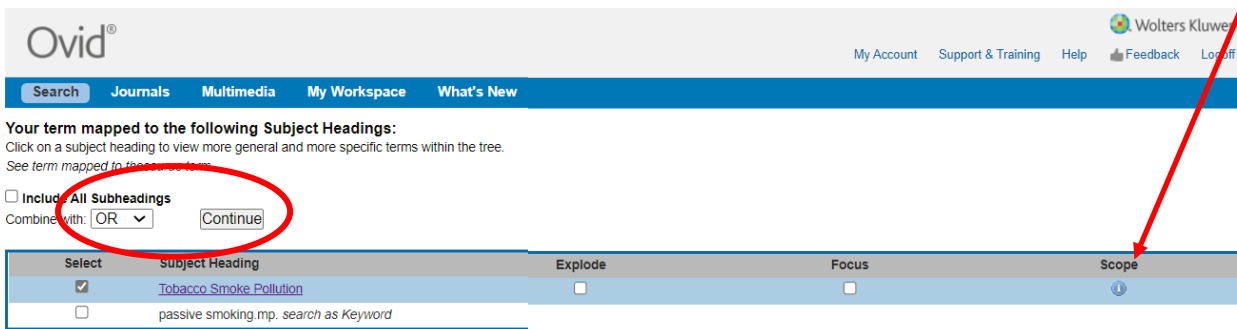 Ovid®
Wolters Kluwer
My Account Support & Training Help Feedback Logoff
Search Journals Multimedia My Workspace What's New
Your term mapped to the following Subject Headings:
Click on a subject heading to view more general and more specific terms within the tree.
See term mapped to thesaurus term
Include All Subheadings
Combine with: OR Continue
Select Subject Heading Explode Focus Scope
Tobacco Smoke Pollution
passive smoking.mp. search as Keyword